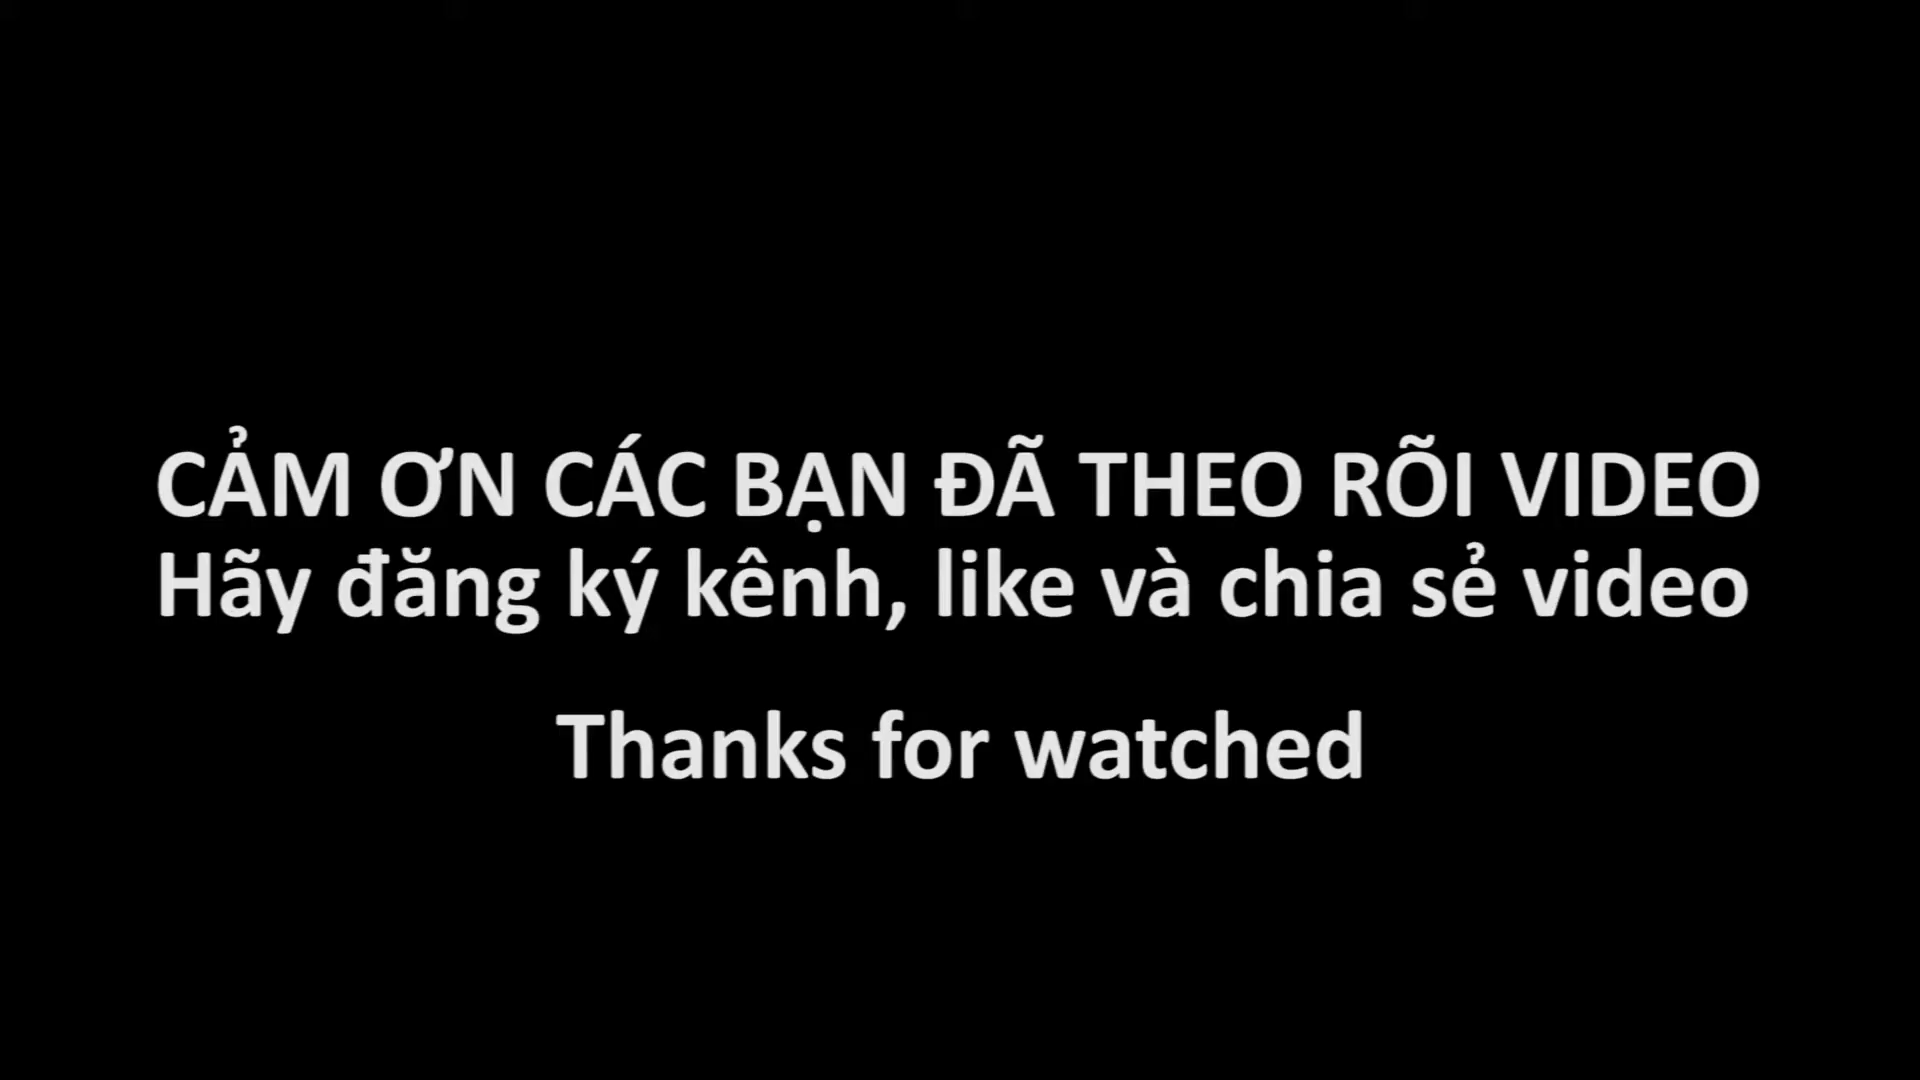 CẢM ƠN CÁC BẠN ĐÃ THEO RÕI VIDEO
Hãy đăng ký kênh, like và chia sẻ video
Thanks for watched